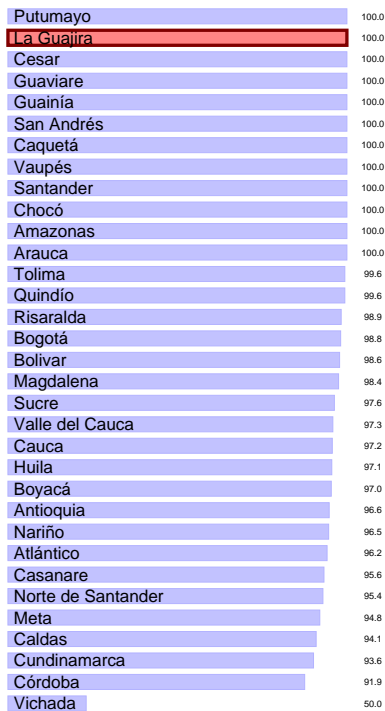 Putumayo 100.0
La Guajira 100.0
Cesar 100.0
Guaviare 100.0
Guainía 100.0
San Andrés 100.0
Caquetá 100.0
Vaupés 100.0
Santander 100.0
Chocó 100.0
Amazonas 100.0
Arauca 100.0
Tolima 99.6
Quindío 99.6
Risaralda 98.9
Bogotá 98.8
Bolivar 98.6
Magdalena 98.4
Sucre 97.6
Valle del Cauca 97.3
Cauca 97.2
Huila 97.1
Boyacá 97.0
Antioquia 96.6
Nariño 96.5
Atlántico 96.2
Casanare 95.6
Norte de Santander 95.4
Meta 94.8
Caldas 94.1
Cundinamarca 93.6
Córdoba 91.9
Vichada 50.0